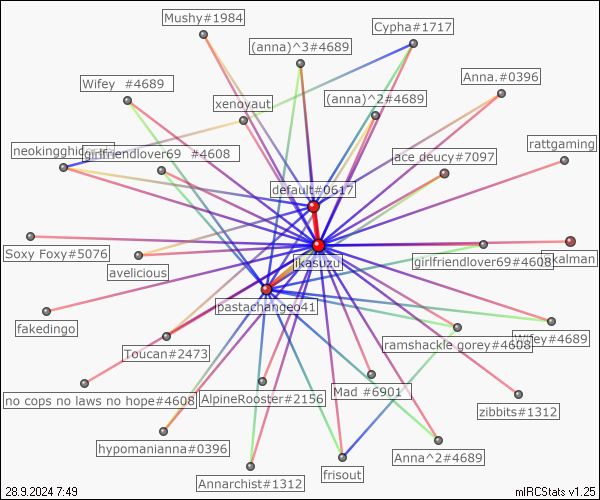 Mushy#1984
Cypha#1717
(anna)^3#4689
Anna.#0396
Wifey  #4689
(anna)^2#4689
xenoyaut
rattgaming
neokingghid
girlfriendlover69  #4608
ace deucy#7097
default#0617
Soxy Foxy#5076
avelicious
ikasuzu
girlfriendlover69#4608
kalman
fakedingo
pastachangeo41
Toucan#2473
ramshackle gorey#4608
Wifey#4689
no cops no laws no hope#4608
AlpineRooster#2156
Mad #6901
zibbits#1312
hypomanianna#0396
Anna^2#4689
Annarchist#1312
frisout
28.9.2024 7:49
mIRCStats v1.25